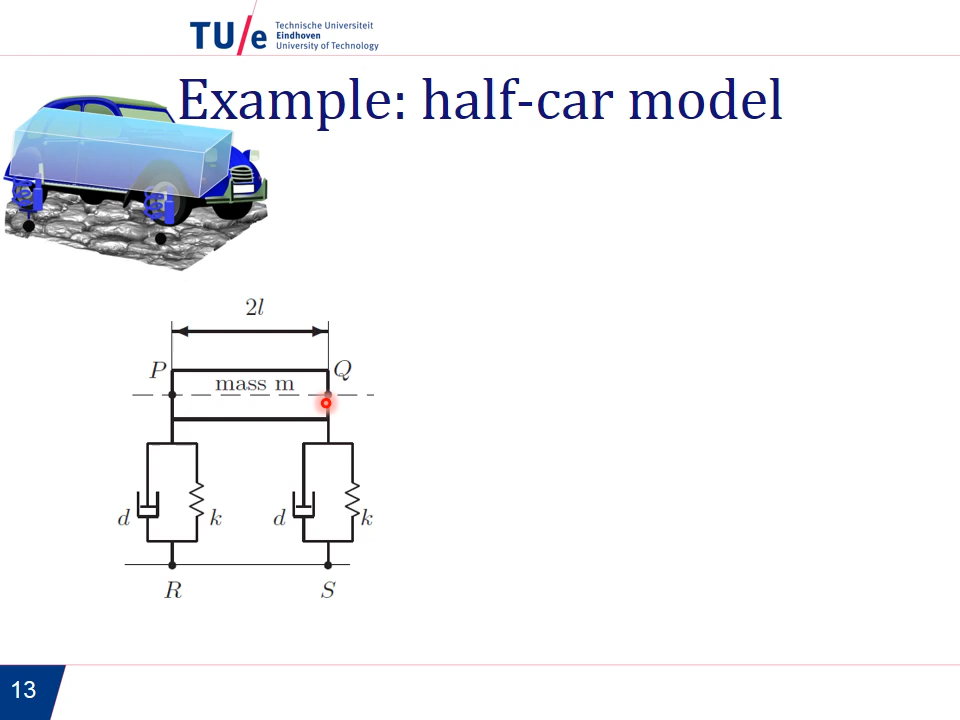 TU/e Technische Universiteit
Eindhoven
University of Technology
Example: half-car model
2l
P
Q
mass m
d
k
d
k
R
S
13